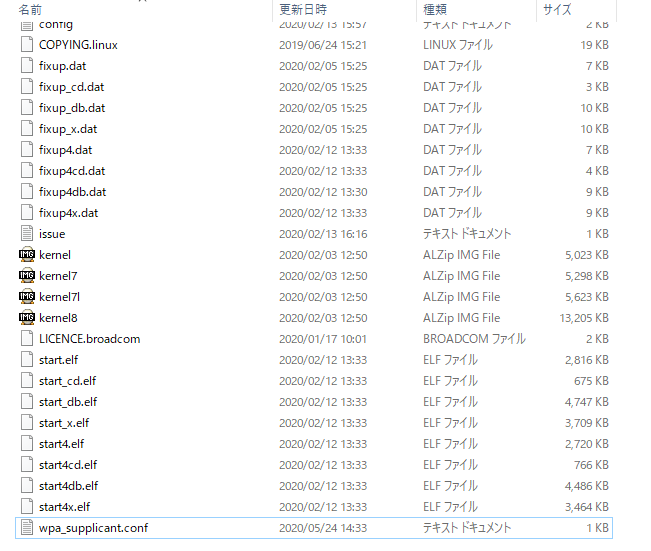 名前 更新日時 種類 サイズ
config 2020/02/13 15:57 テキスト ドキュメント 2 KB
COPYING.linux 2019/06/24 15:21 LINUX ファイル 19 KB
fixup.dat 2020/02/05 15:25 DAT ファイル 7 KB
fixup_cd.dat 2020/02/05 15:25 DAT ファイル 3 KB
fixup_db.dat 2020/02/05 15:25 DAT ファイル 10 KB
fixup_x.dat 2020/02/05 15:25 DAT ファイル 10 KB
fixup4.dat 2020/02/12 13:33 DAT ファイル 7 KB
fixup4cd.dat 2020/02/12 13:33 DAT ファイル 4 KB
fixup4db.dat 2020/02/12 13:30 DAT ファイル 9 KB
fixup4x.dat 2020/02/12 13:33 DAT ファイル 9 KB
issue 2020/02/13 16:16 テキスト ドキュメント 1 KB
kernel 2020/02/03 12:50 ALZip IMG File 5,023 KB
kernel7 2020/02/03 12:50 ALZip IMG File 5,298 KB
kernel7l 2020/02/03 12:50 ALZip IMG File 5,623 KB
kernel8 2020/02/03 12:50 ALZip IMG File 13,205 KB
LICENCE.broadcom 2020/01/17 10:01 BROADCOM ファイル 2 KB
start.elf 2020/02/12 13:33 ELF ファイル 2,816 KB
start_cd.elf 2020/02/12 13:33 ELF ファイル 675 KB
start_db.elf 2020/02/12 13:33 ELF ファイル 4,747 KB
start_x.elf 2020/02/12 13:33 ELF ファイル 3,709 KB
start4.elf 2020/02/12 13:33 ELF ファイル 2,720 KB
start4cd.elf 2020/02/12 13:33 ELF ファイル 766 KB
start4db.elf 2020/02/12 13:33 ELF ファイル 4,486 KB
start4x.elf 2020/02/12 13:33 ELF ファイル 3,464 KB
wpa_supplicant.conf 2020/05/24 14:33 テキスト ドキュメント 1 KB